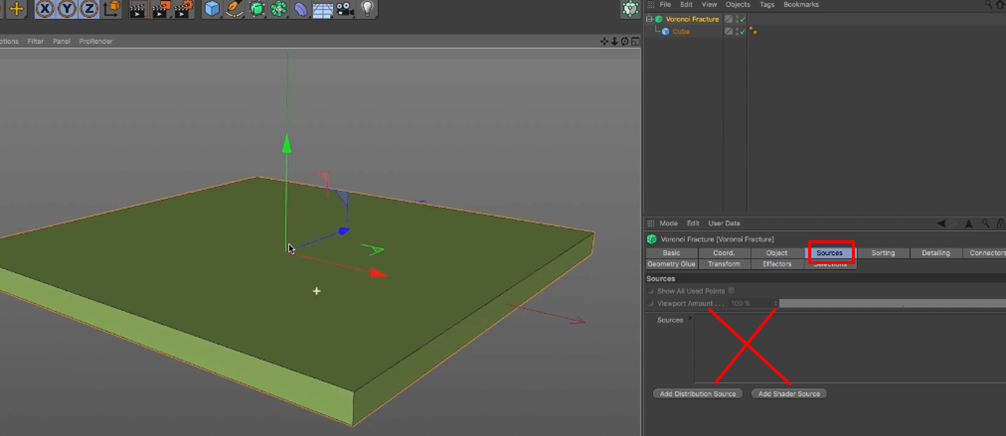 File Edit View Objects Tags Bookmarks
X Y Z
Voronoi Fracture
Cube
ptions Filter Panel ProRender
Mode Edit User Data
Voronoi Fracture [Voronoi Fracture]
Basic Coord. Object Sources Sorting Detailing Connectors
Geometry Glue Transform Effectors Selections
Sources
Show All Used Points
Viewport Amount . . . 100 %
Sources
Add Distribution Source Add Shader Source